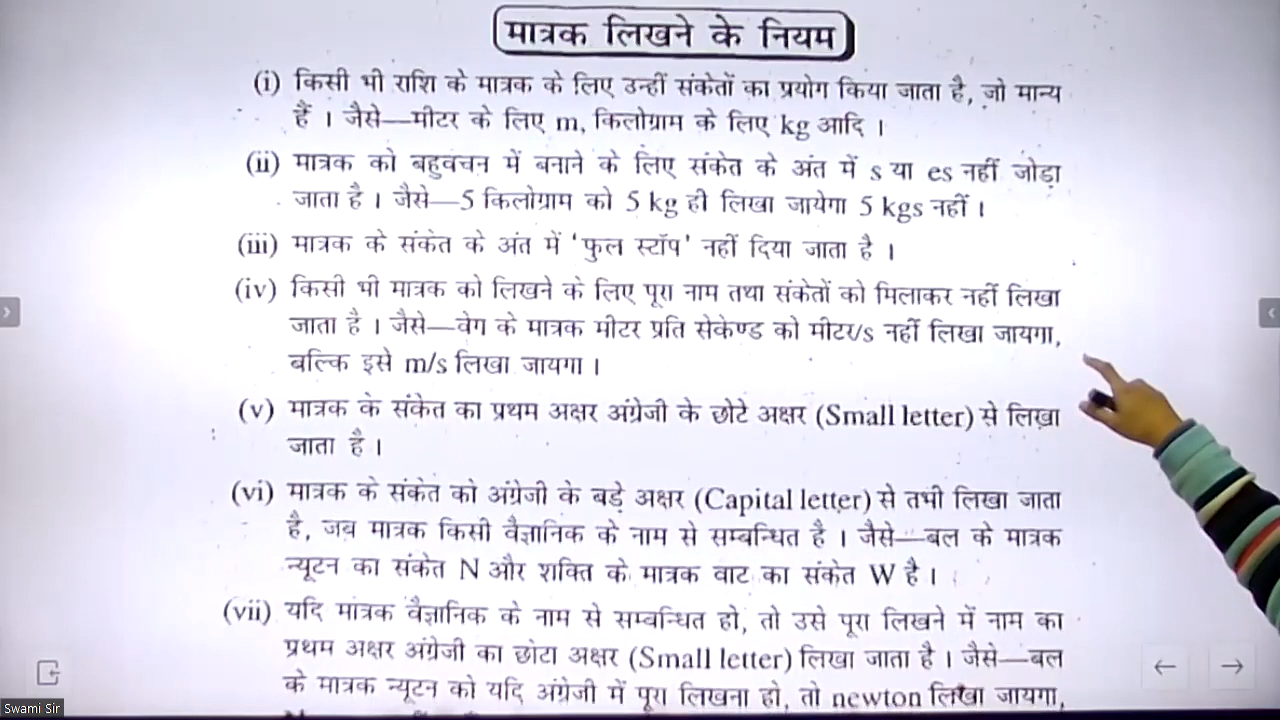 मात्रक लिखने के नियम
(i) किसी भी राशि के मात्रक के लिए उन्हीं संकेतों का प्रयोग किया जाता है, जो मान्य
हैं । जैसे—मीटर के लिए m, किलोग्राम के लिए kg आदि ।
(ii) मात्रक को बहुवचन में बनाने के लिए संकेत के अंत में s या es नहीं जोड़ा
जाता है । जैसे—5 किलोग्राम को 5 kg ही लिखा जायेगा 5 kgs नहीं ।
(iii) मात्रक के संकेत के अंत में ‘फुल स्टॉप’ नहीं दिया जाता है ।
(iv) किसी भी मात्रक को लिखने के लिए पूरा नाम तथा संकेतों को मिलाकर नहीं लिखा
जाता है । जैसे—वेग के मात्रक मीटर प्रति सेकेण्ड को मीटर/s नहीं लिखा जायगा,
बल्कि इसे m/s लिखा जायगा ।
(v) मात्रक के संकेत का प्रथम अक्षर अंग्रेजी के छोटे अक्षर (Small letter) से लिखा
जाता है ।
(vi) मात्रक के संकेत को अंग्रेजी के बड़े अक्षर (Capital letter) से तभी लिखा जाता
है, जब मात्रक किसी वैज्ञानिक के नाम से सम्बन्धित है । जैसे—बल के मात्रक
न्यूटन का संकेत N और शक्ति के मात्रक वाट का संकेत W है ।
(vii) यदि मात्रक वैज्ञानिक के नाम से सम्बन्धित हो, तो उसे पूरा लिखने में नाम का
प्रथम अक्षर अंग्रेजी का छोटा अक्षर (Small letter) लिखा जाता है । जैसे—बल
के मात्रक न्यूटन को यदि अंग्रेजी में पूरा लिखना हो, तो newton लिखा जायगा,
Swami Sir